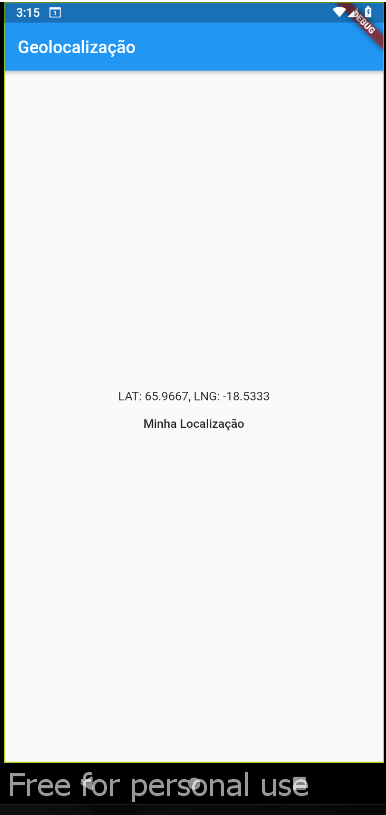 3:15
DEBUG
Geolocalização
LAT: 65.9667, LNG: -18.5333
Minha Localização
Free for personal use